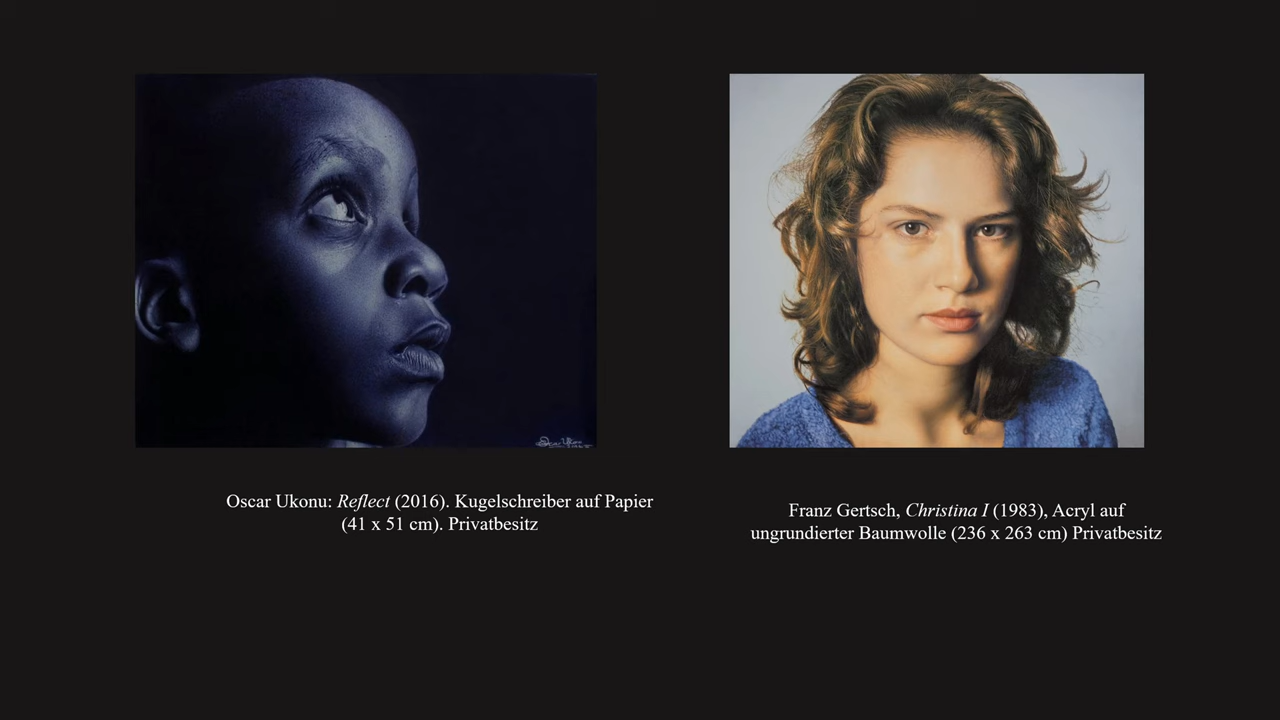 Oscar Ukonu: Reflect (2016). Kugelschreiber auf Papier
(41 x 51 cm). Privatbesitz
Franz Gertsch, Christina I (1983), Acryl auf
ungrundierter Baumwolle (236 x 263 cm) Privatbesitz